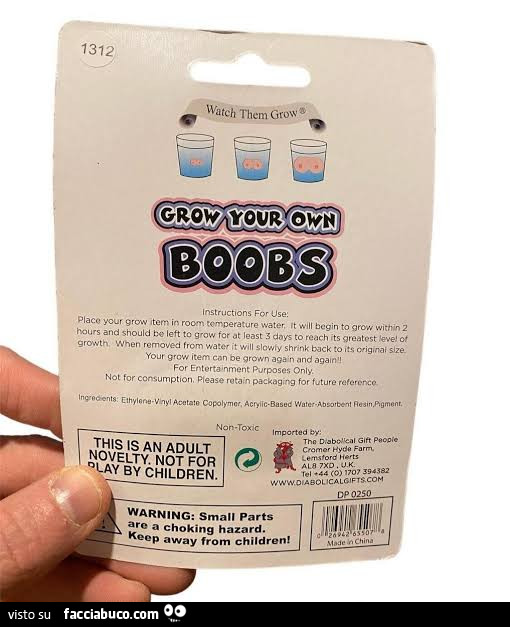 1312
Watch Them Grow®
GROW YOUR OWN
BOOBS
Instructions For Use:
Place your grow item in room temperature water. It will begin to grow within 2
hours and should be left to grow for at least 3 days to reach its greatest level of
growth. When removed from water it will slowly shrink back to its original size.
Your grow item can be grown again and again!!
For Entertainment Purposes Only.
Not for consumption. Please retain packaging for future reference.
Ingredients: Ethylene-Vinyl Acetate Copolymer, Acrylic-Based Water-Absorbent Resin,Pigment.
Non-Toxic
THIS IS AN ADULT
NOVELTY. NOT FOR
PLAY BY CHILDREN.
Imported by:
The Diabolical Gift People
Cromer Hyde Farm,
Lemsford Herts
AL8 7XD , U.K.
Tel +44 (0) 1707 394382
WWW.DIABOLICALGIFTS.COM
DP 0250
WARNING: Small Parts
are a choking hazard.
Keep away from children!
0 26942 65507 8
Made in China
visto su facciabuco.com